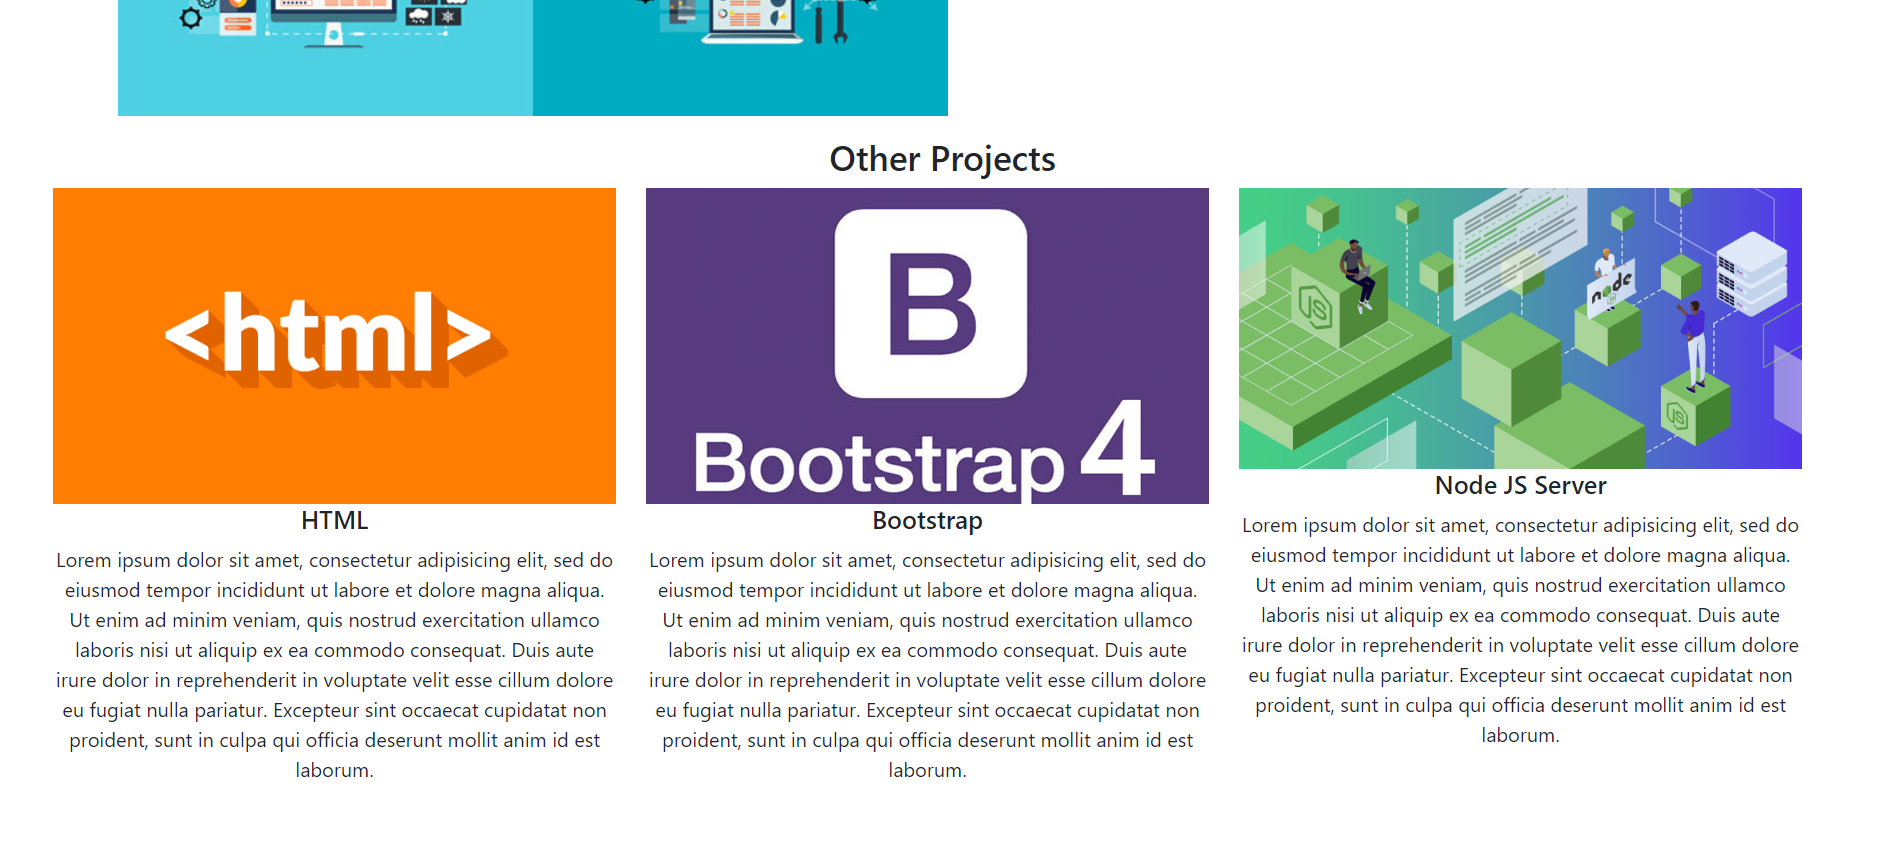 Other Projects
<html>
B
Bootstrap 4
JS
node
JS
HTML
Lorem ipsum dolor sit amet, consectetur adipisicing elit, sed do
eiusmod tempor incididunt ut labore et dolore magna aliqua.
Ut enim ad minim veniam, quis nostrud exercitation ullamco
laboris nisi ut aliquip ex ea commodo consequat. Duis aute
irure dolor in reprehenderit in voluptate velit esse cillum dolore
eu fugiat nulla pariatur. Excepteur sint occaecat cupidatat non
proident, sunt in culpa qui officia deserunt mollit anim id est
laborum.
Bootstrap
Lorem ipsum dolor sit amet, consectetur adipisicing elit, sed do
eiusmod tempor incididunt ut labore et dolore magna aliqua.
Ut enim ad minim veniam, quis nostrud exercitation ullamco
laboris nisi ut aliquip ex ea commodo consequat. Duis aute
irure dolor in reprehenderit in voluptate velit esse cillum dolore
eu fugiat nulla pariatur. Excepteur sint occaecat cupidatat non
proident, sunt in culpa qui officia deserunt mollit anim id est
laborum.
Node JS Server
Lorem ipsum dolor sit amet, consectetur adipisicing elit, sed do
eiusmod tempor incididunt ut labore et dolore magna aliqua.
Ut enim ad minim veniam, quis nostrud exercitation ullamco
laboris nisi ut aliquip ex ea commodo consequat. Duis aute
irure dolor in reprehenderit in voluptate velit esse cillum dolore
eu fugiat nulla pariatur. Excepteur sint occaecat cupidatat non
proident, sunt in culpa qui officia deserunt mollit anim id est
laborum.